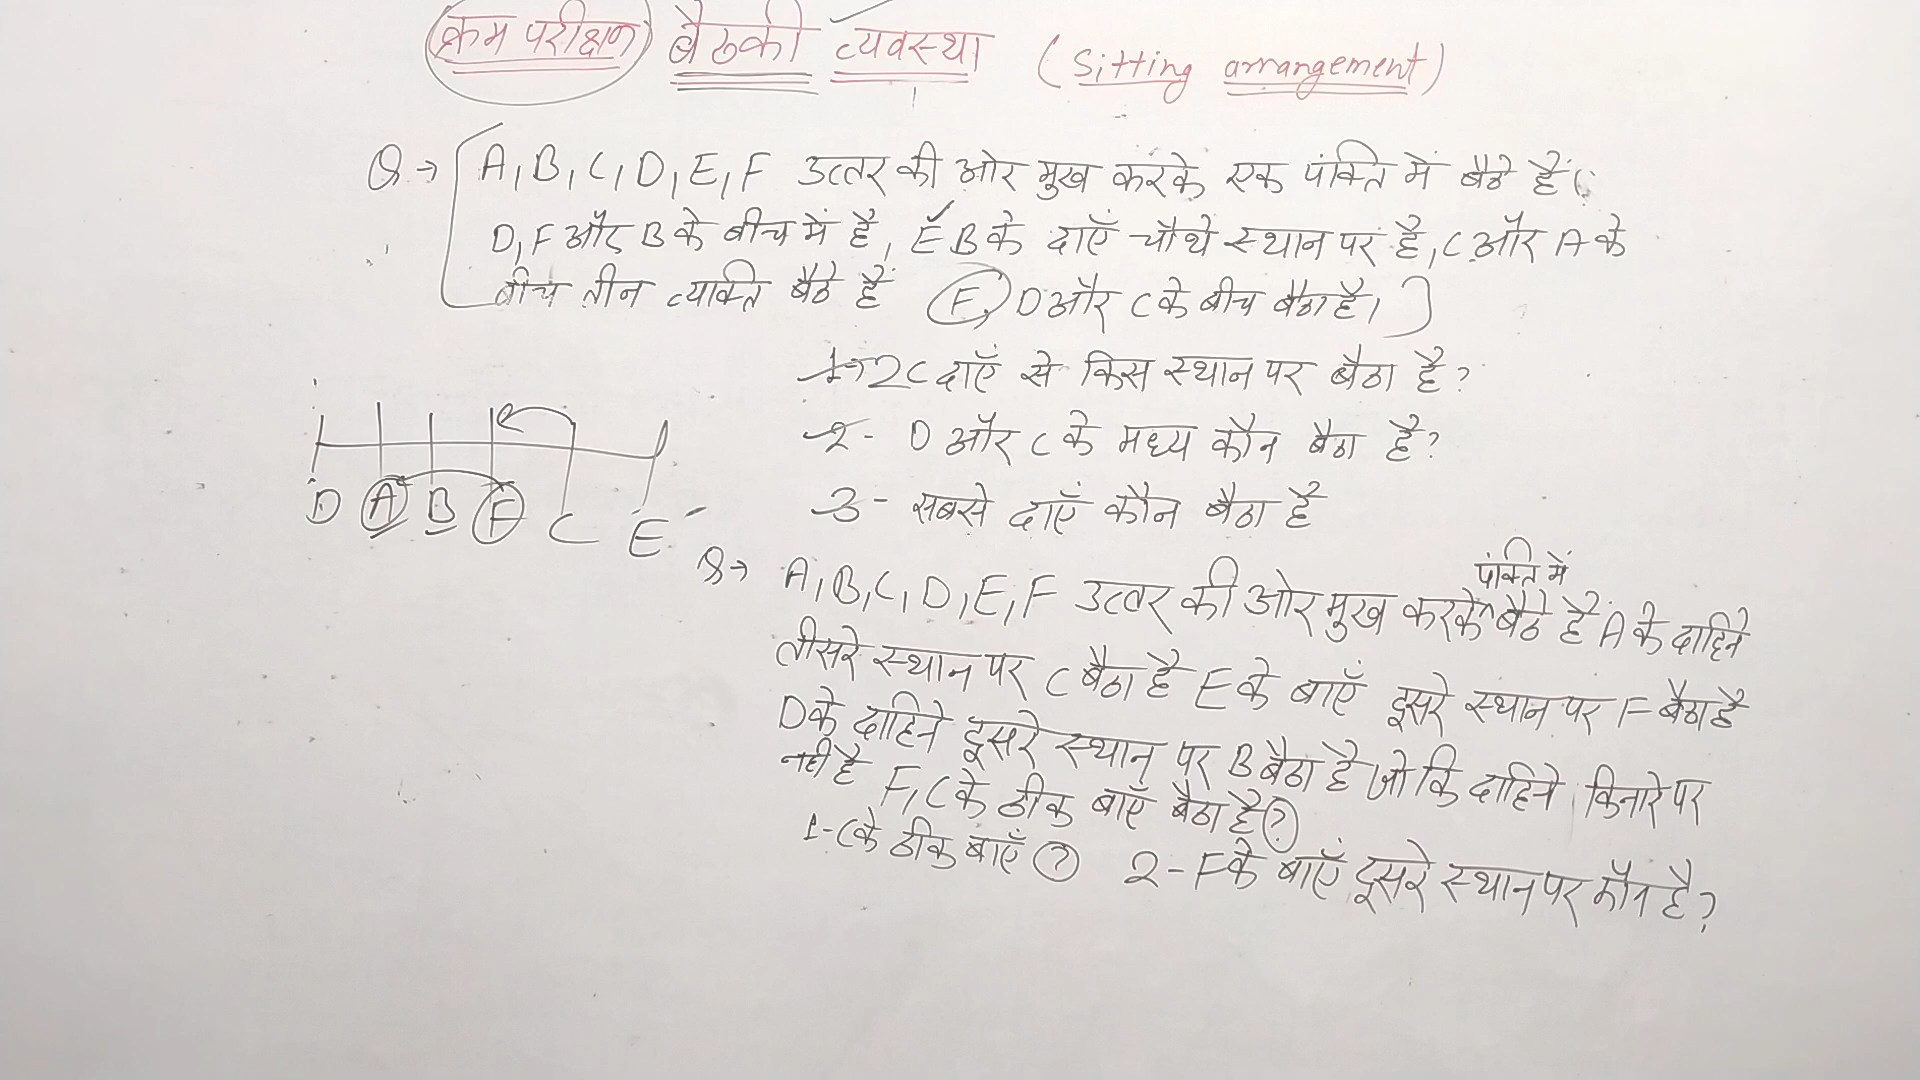 क्रम परीक्षण बैठकी व्यवस्था (Sitting arrangement)
Q→ A, B, C, D, E, F उत्तर की ओर मुख करके एक पंक्ति में बैठे हैं।
D, F और B के बीच में है, E B के दाएँ चौथे स्थान पर है, C और A के
बीच तीन व्यक्ति बैठे हैं F, D और C के बीच बैठा है।
1→ 2C दाएँ से किस स्थान पर बैठा है?
2- D और C के मध्य कौन बैठा है?
3- सबसे दाएँ कौन बैठा है
D A B F C E
Q→ A, B, C, D, E, F उत्तर की ओर मुख करके पंक्ति में बैठे हैं A के दाहिने
तीसरे स्थान पर C बैठा है E के बाएँ दूसरे स्थान पर F बैठा है
D के दाहिने दूसरे स्थान पर B बैठा है जो कि दाहिने किनारे पर
नही है F, C के ठीक बाएँ बैठा है?
1- C के ठीक बाएँ ? 2- F के बाएँ दूसरे स्थान पर कौन है?